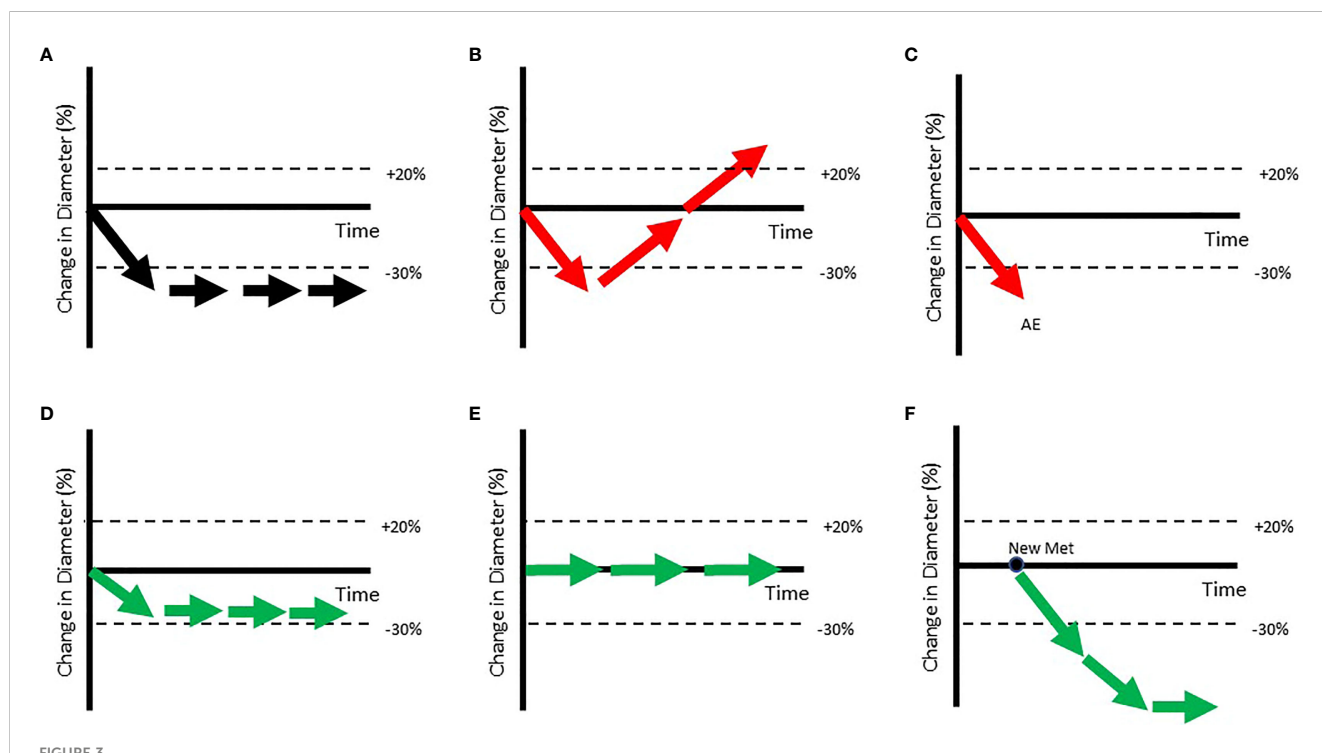 A
Change in Diameter (%)
+20%
Time
-30%
B
Change in Diameter (%)
+20%
Time
-30%
C
Change in Diameter (%)
+20%
Time
-30%
AE
D
Change in Diameter (%)
+20%
Time
-30%
E
Change in Diameter (%)
+20%
Time
-30%
F
Change in Diameter (%)
+20%
New Met
Time
-30%
FIGURE 3